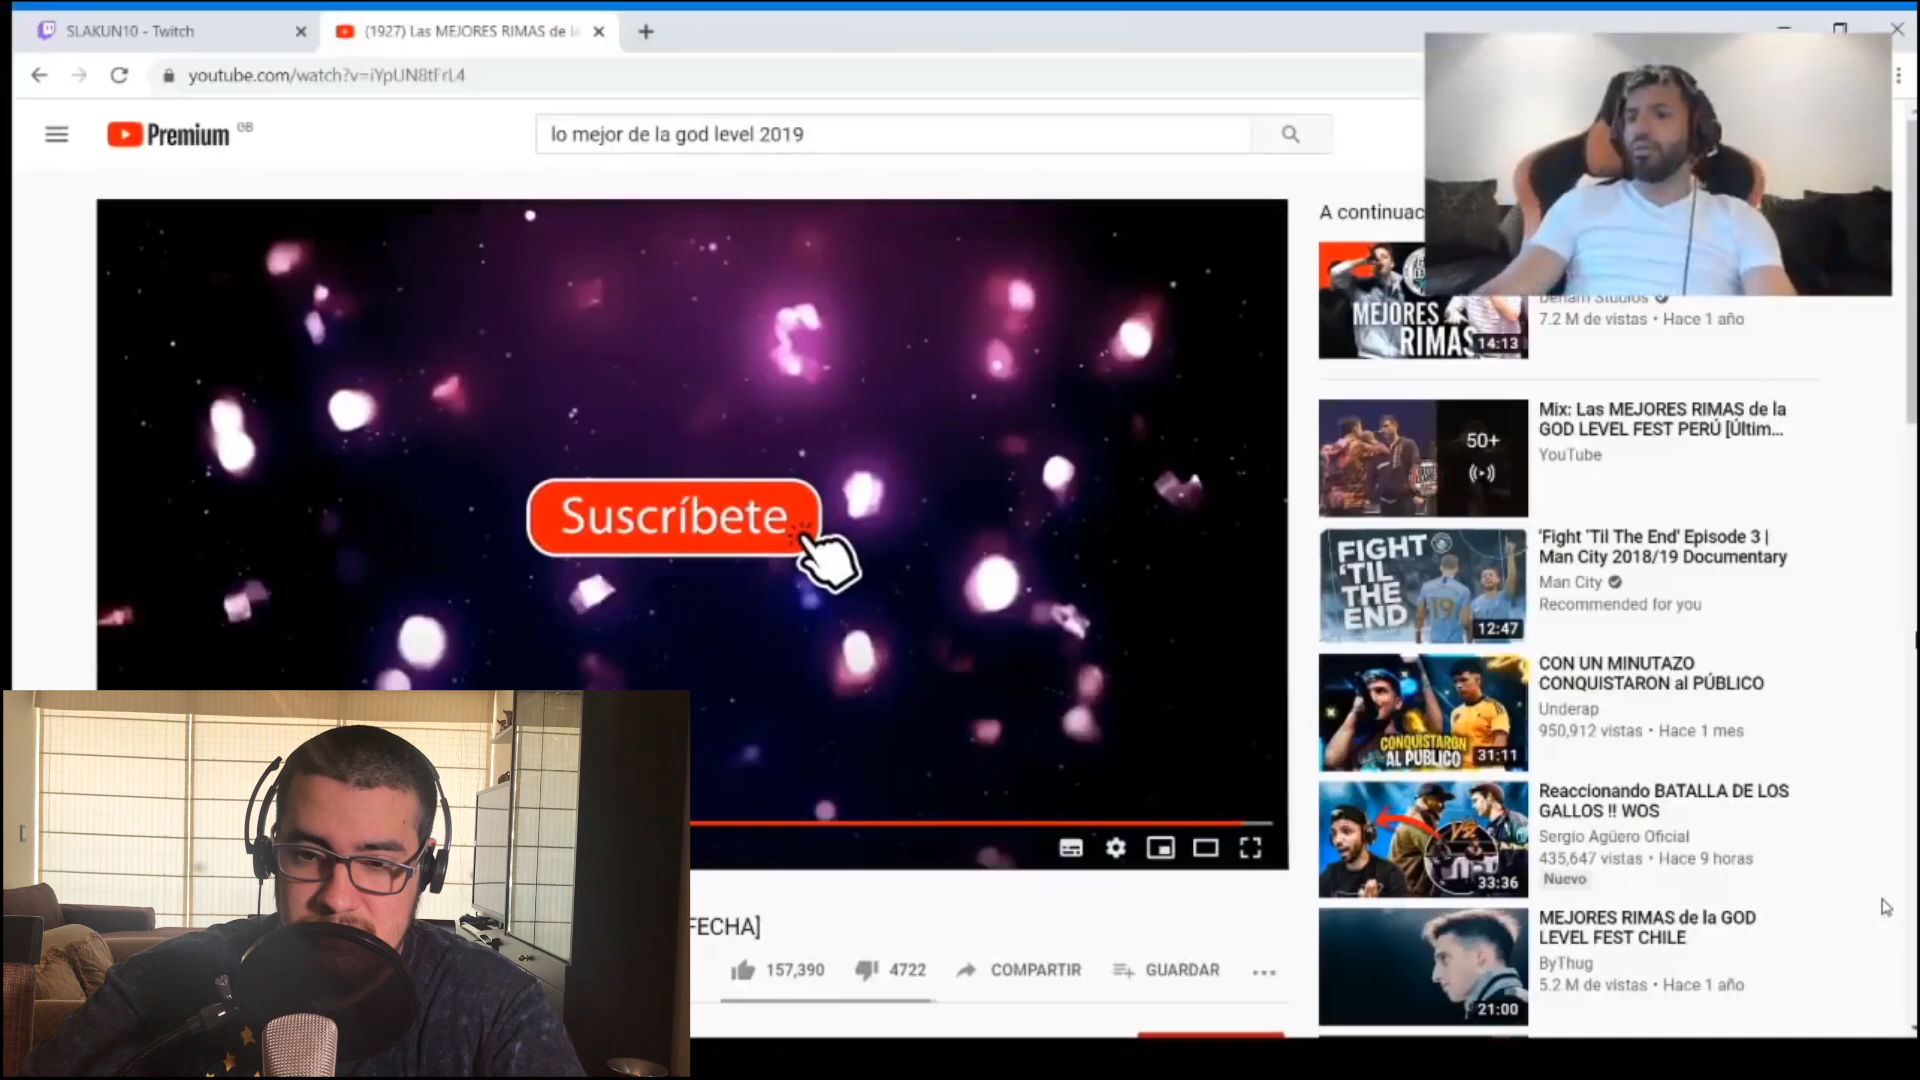 SLAKUN10 - Twitch
(1927) Las MEJORES RIMAS de l
youtube.com/watch?v=iYpUN8tFrL4
Premium GB
lo mejor de la god level 2019
A continuac
Suscríbete
MEJORES
RIMAS
14:13
Denam Studios
7.2 M de vistas • Hace 1 año
50+
Mix: Las MEJORES RIMAS de la
GOD LEVEL FEST PERÚ [Últim...
YouTube
FIGHT
'TIL
THE
END
19
12:47
'Fight 'Til The End' Episode 3 |
Man City 2018/19 Documentary
Man City
Recommended for you
CONQUISTARON
AL PÚBLICO
31:11
CON UN MINUTAZO
CONQUISTARON al PÚBLICO
Underap
950,912 vistas • Hace 1 mes
33:36
Reaccionando BATALLA DE LOS
GALLOS !! WOS
Sergio Agüero Oficial
435,647 vistas • Hace 9 horas
Nuevo
21:00
MEJORES RIMAS de la GOD
LEVEL FEST CHILE
ByThug
5.2 M de vistas • Hace 1 año
FECHA]
157,390
4722
COMPARTIR
GUARDAR